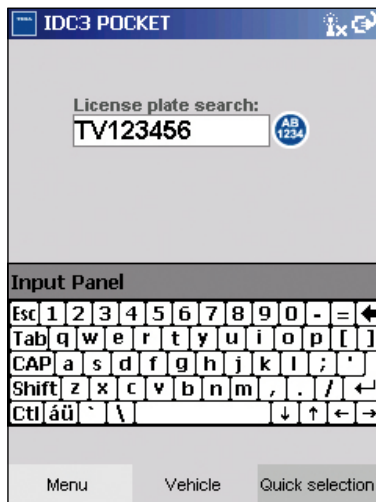 IDC3 POCKET
License plate search:
TV123456
AB
1234
Input Panel
Esc 1 2 3 4 5 6 7 8 9 0 - =
Tab q w e r t y u i o p [ ]
CAP a s d f g h j k l ; '
Shift z x c v b n m , . /
Ctl áü ` \
Menu Vehicle Quick selection